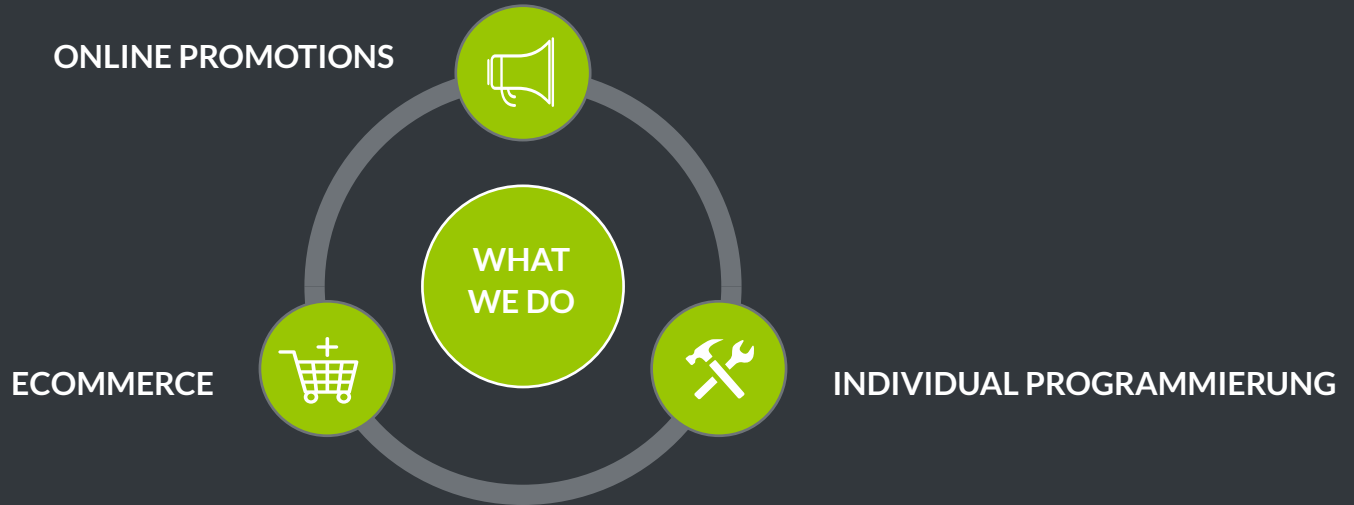 ONLINE PROMOTIONS
WHAT
WE DO
ECOMMERCE
INDIVIDUAL PROGRAMMIERUNG